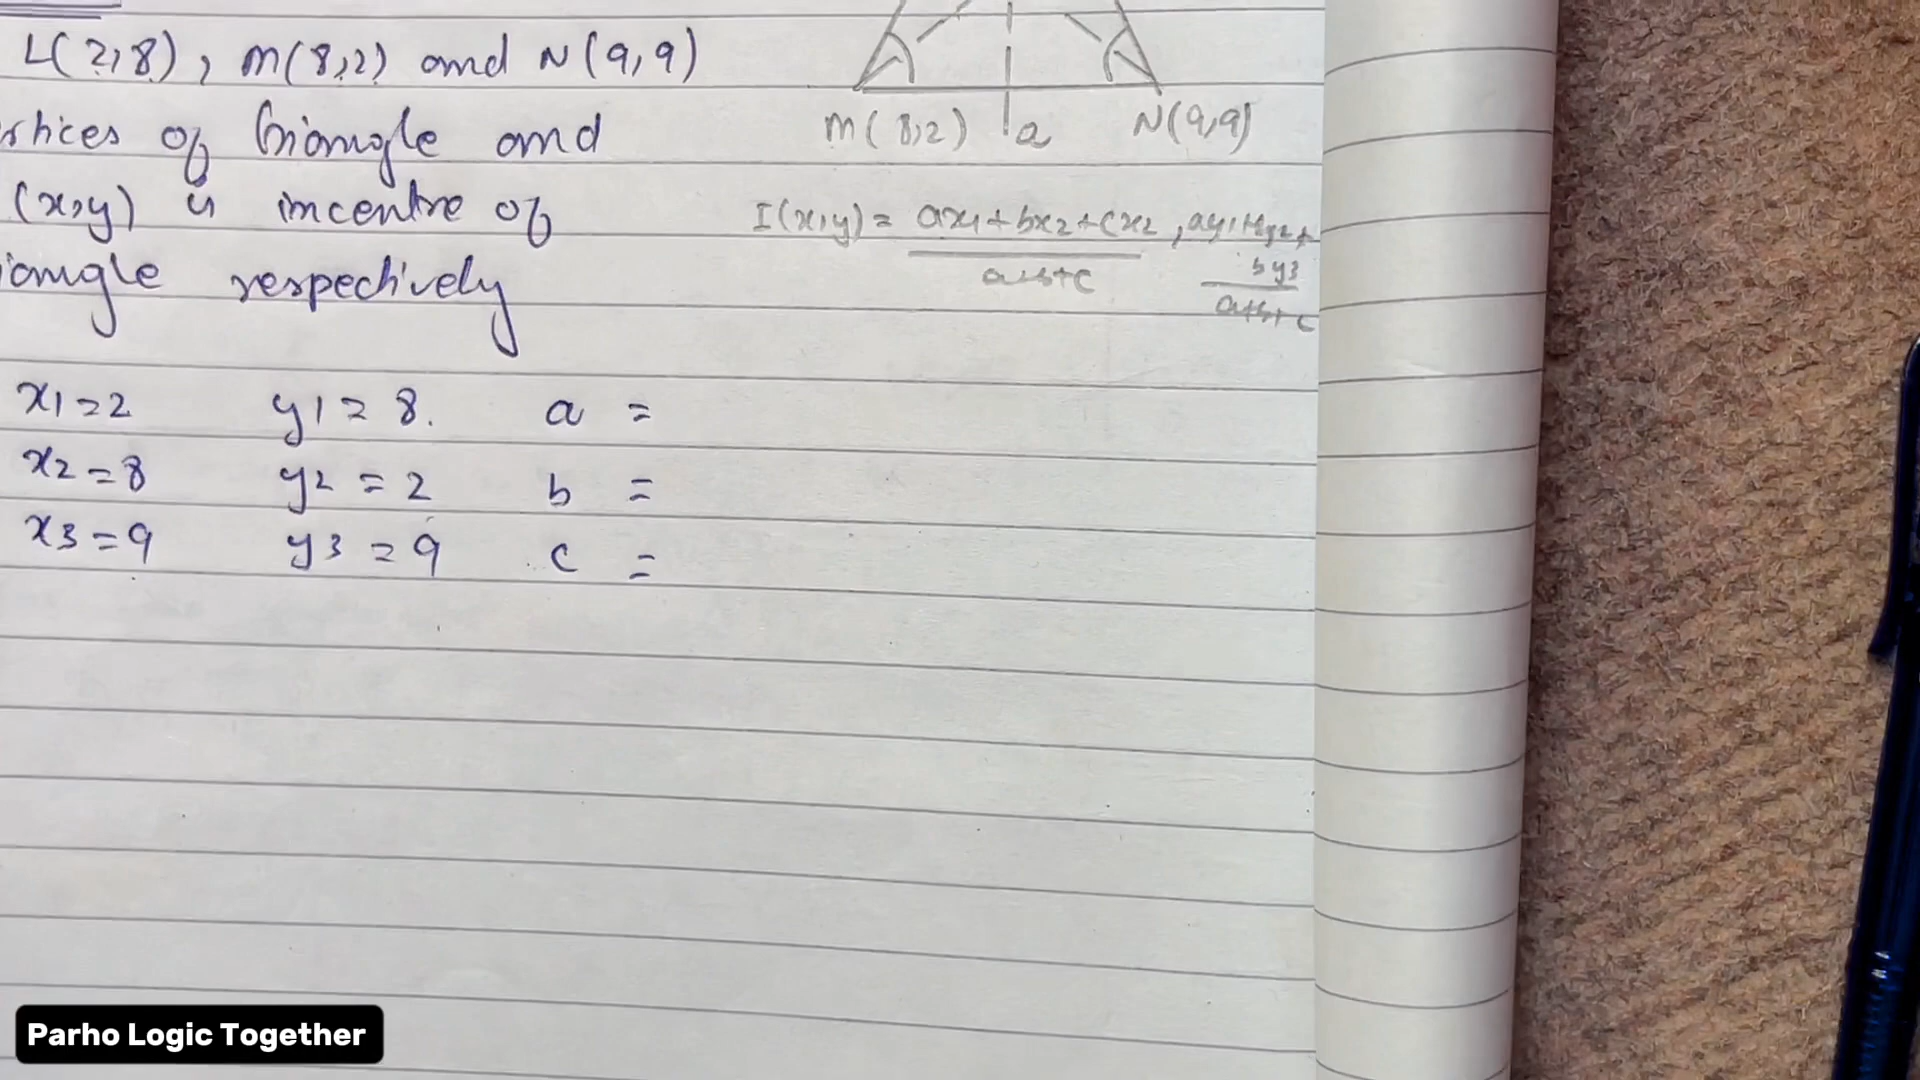 L(2,8), m(8,2) and N(9,9)
M(8,2) a N(9,9)
of triangle and
(x,y) is incentre of
I(x,y) = ax1+bx2+cx2 ,
by3
a+b+c
a+b+c
respectively
x1=2 y1=8. a =
x2=8 y2=2 b =
x3=9 y3=9 c =
Parho Logic Together